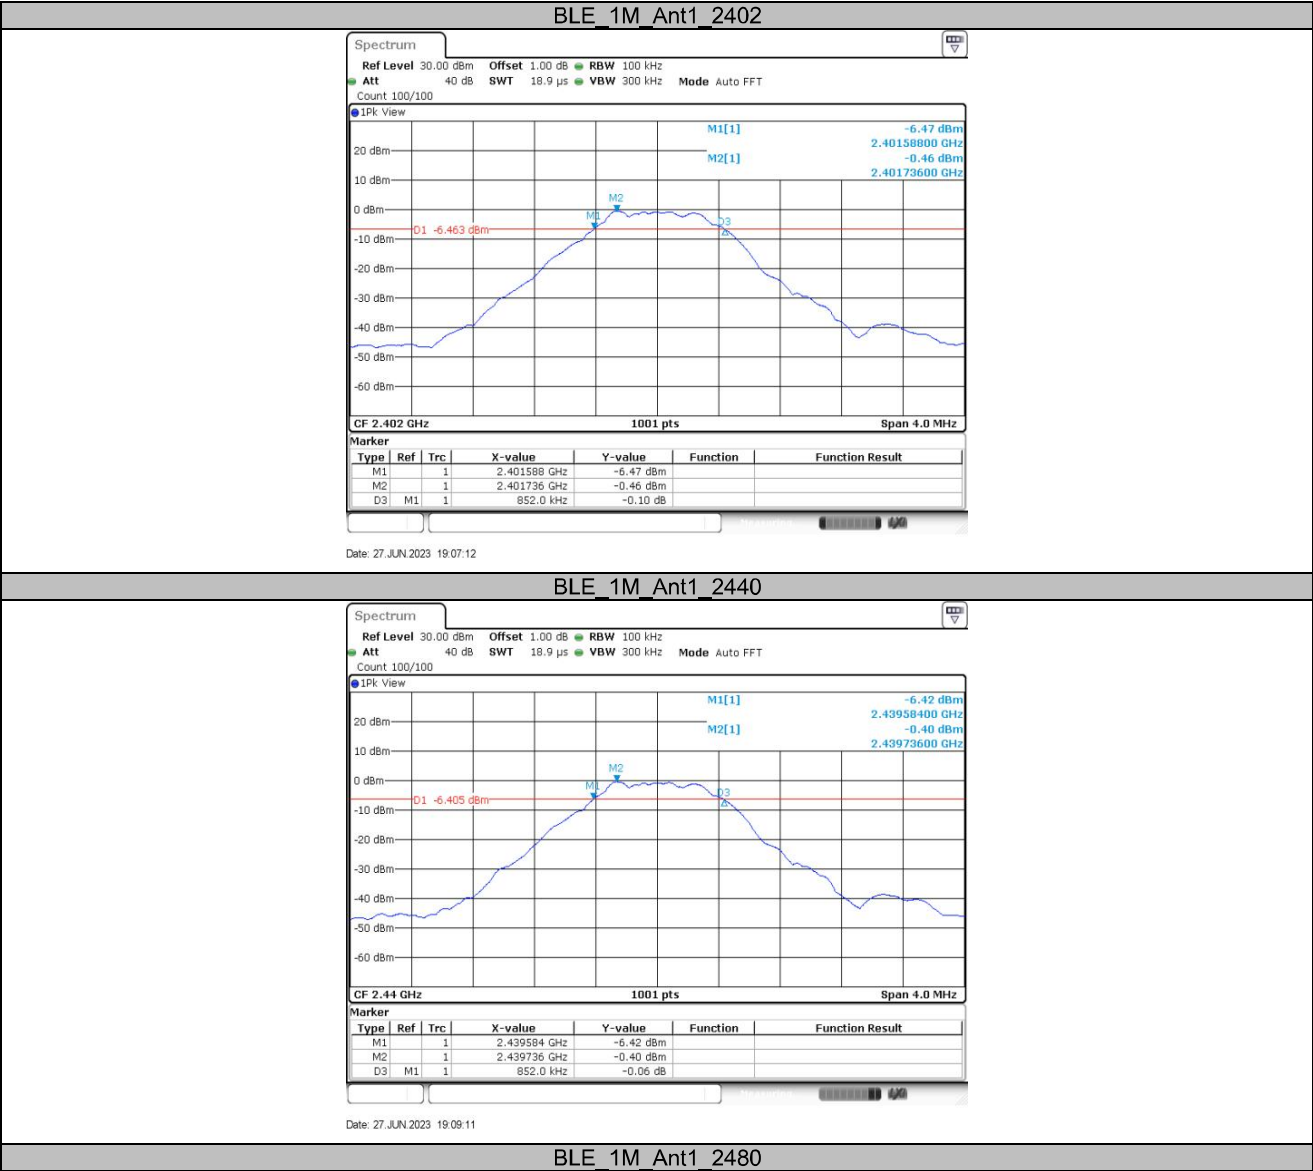 BLE_1M_Ant1_2402
Spectrum
Ref Level 30.00 dBm Offset 1.00 dB RBW 100 kHz
Att 40 dB SWT 18.9 µs VBW 300 kHz Mode Auto FFT
Count 100/100
1Pk View
M1[1] -6.47 dBm
2.40158800 GHz
20 dBm
M2[1] -0.46 dBm
2.40173600 GHz
10 dBm
M2
0 dBm
M1 D3
D1 -6.463 dBm
-10 dBm
-20 dBm
-30 dBm
-40 dBm
-50 dBm
-60 dBm
CF 2.402 GHz 1001 pts Span 4.0 MHz
Marker
Type Ref Trc X-value Y-value Function Function Result
M1 1 2.401588 GHz -6.47 dBm
M2 1 2.401736 GHz -0.46 dBm
D3 M1 1 852.0 kHz -0.10 dB
Date: 27.JUN.2023 19:07:12
BLE_1M_Ant1_2440
Spectrum
Ref Level 30.00 dBm Offset 1.00 dB RBW 100 kHz
Att 40 dB SWT 18.9 µs VBW 300 kHz Mode Auto FFT
Count 100/100
1Pk View
M1[1] -6.42 dBm
2.43958400 GHz
20 dBm
M2[1] -0.40 dBm
2.43973600 GHz
10 dBm
M2
0 dBm
M1 D3
D1 -6.405 dBm
-10 dBm
-20 dBm
-30 dBm
-40 dBm
-50 dBm
-60 dBm
CF 2.44 GHz 1001 pts Span 4.0 MHz
Marker
Type Ref Trc X-value Y-value Function Function Result
M1 1 2.439584 GHz -6.42 dBm
M2 1 2.439736 GHz -0.40 dBm
D3 M1 1 852.0 kHz -0.06 dB
Date: 27.JUN.2023 19:09:11
BLE_1M_Ant1_2480